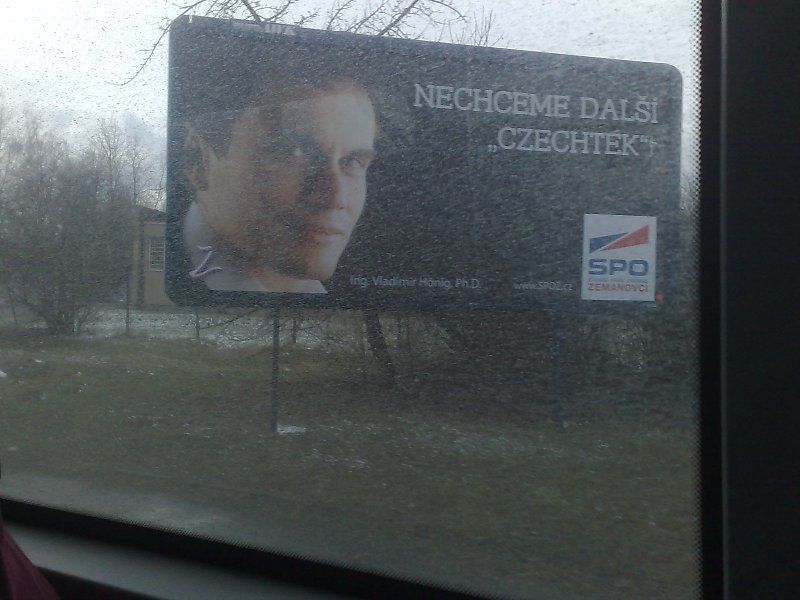 NECHCEME DALŠÍ
„CZECHTEK“!
Ing. Vladimír Hönig, Ph.D.
www.SPOZ.cz
SPO
ZEMANOVCI